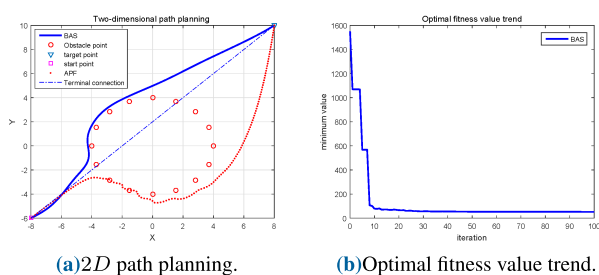 Two-dimensional path planning
BAS
Obstacle point
target point
start point
APF
Terminal connection
10
8
6
4
2
0
-2
-4
-6
-8 -6 -4 -2 0 2 4 6 8
Y
X
(a)2D path planning.
Optimal fitness value trend
BAS
1600
1400
1200
1000
800
600
400
200
0
0 10 20 30 40 50 60 70 80 90 100
minimum value
iteration
(b)Optimal fitness value trend.